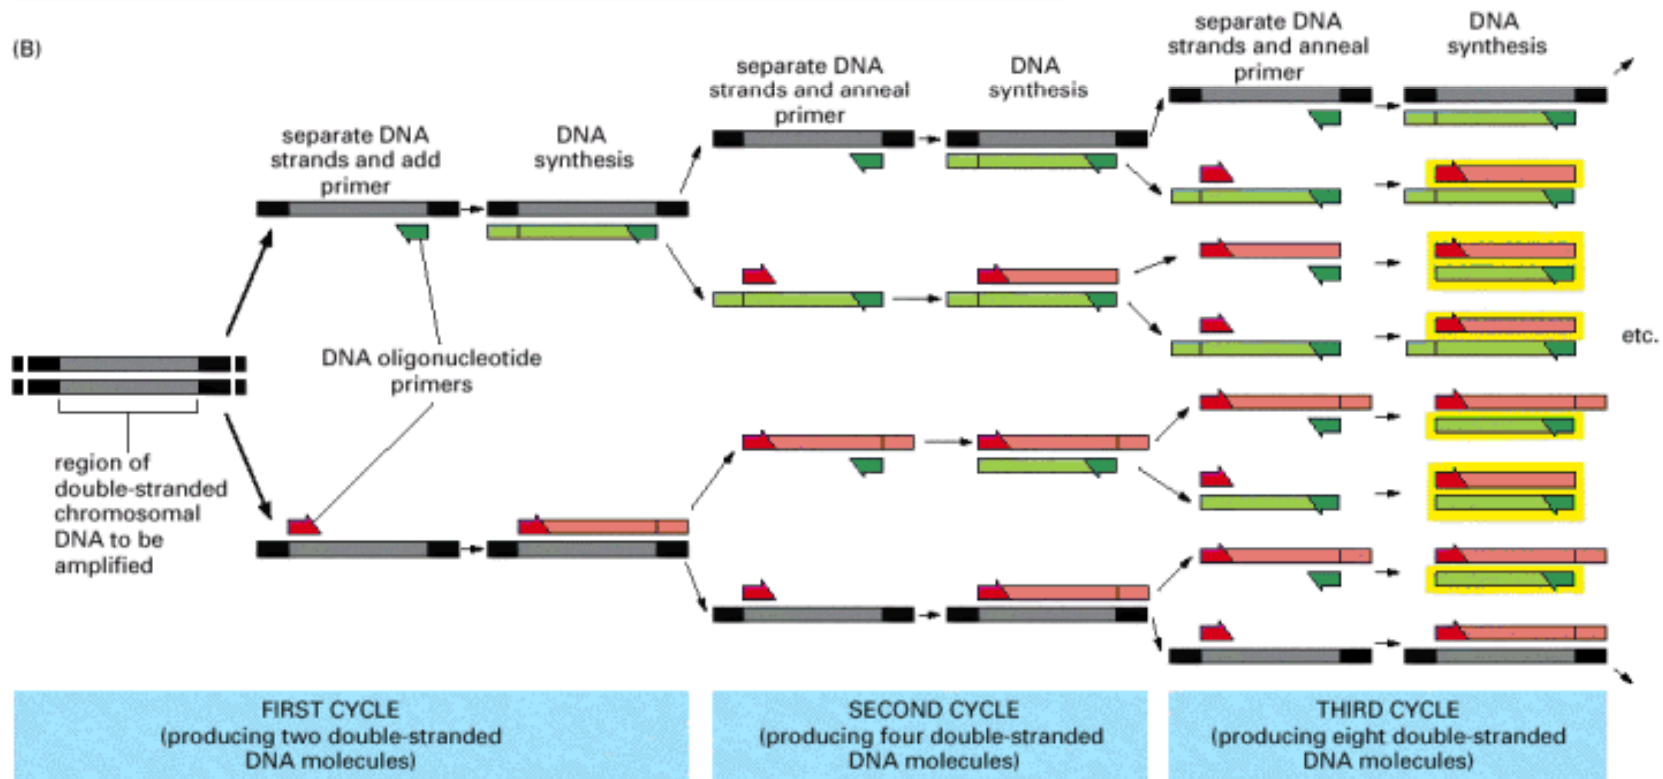 (B)
separate DNA
strands and add
primer
DNA
synthesis
separate DNA
strands and anneal
primer
DNA
synthesis
separate DNA
strands and anneal
primer
DNA
synthesis
DNA oligonucleotide
primers
region of
double-stranded
chromosomal
DNA to be
amplified
etc.
FIRST CYCLE
(producing two double-stranded
DNA molecules)
SECOND CYCLE
(producing four double-stranded
DNA molecules)
THIRD CYCLE
(producing eight double-stranded
DNA molecules)